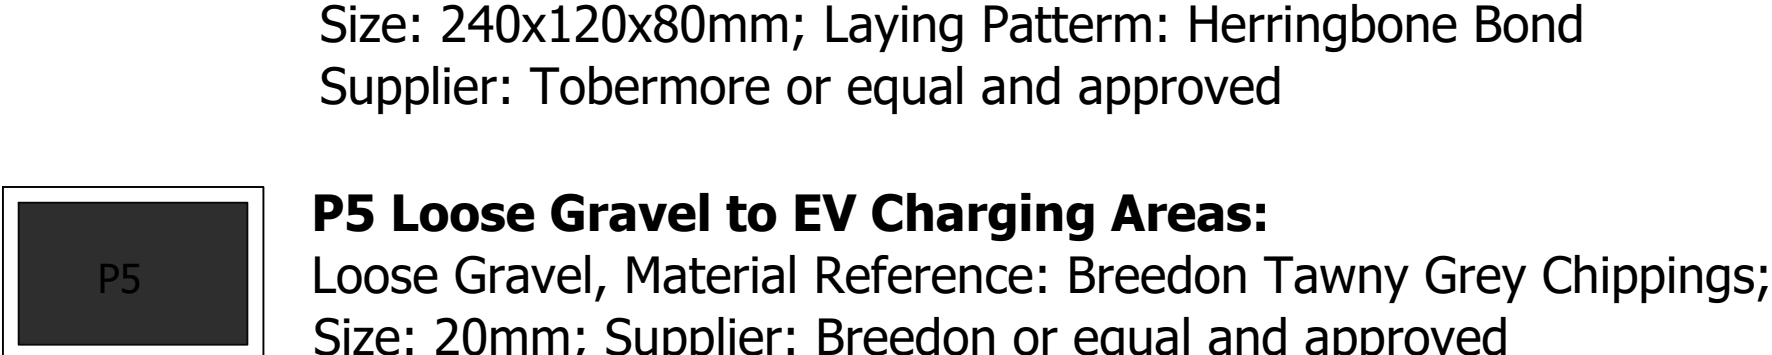 Size: 240x120x80mm; Laying Patterm: Herringbone Bond
Supplier: Tobermore or equal and approved
P5 Loose Gravel to EV Charging Areas:
P5
Loose Gravel, Material Reference: Breedon Tawny Grey Chippings;
Size: 20mm; Supplier: Breedon or equal and approved